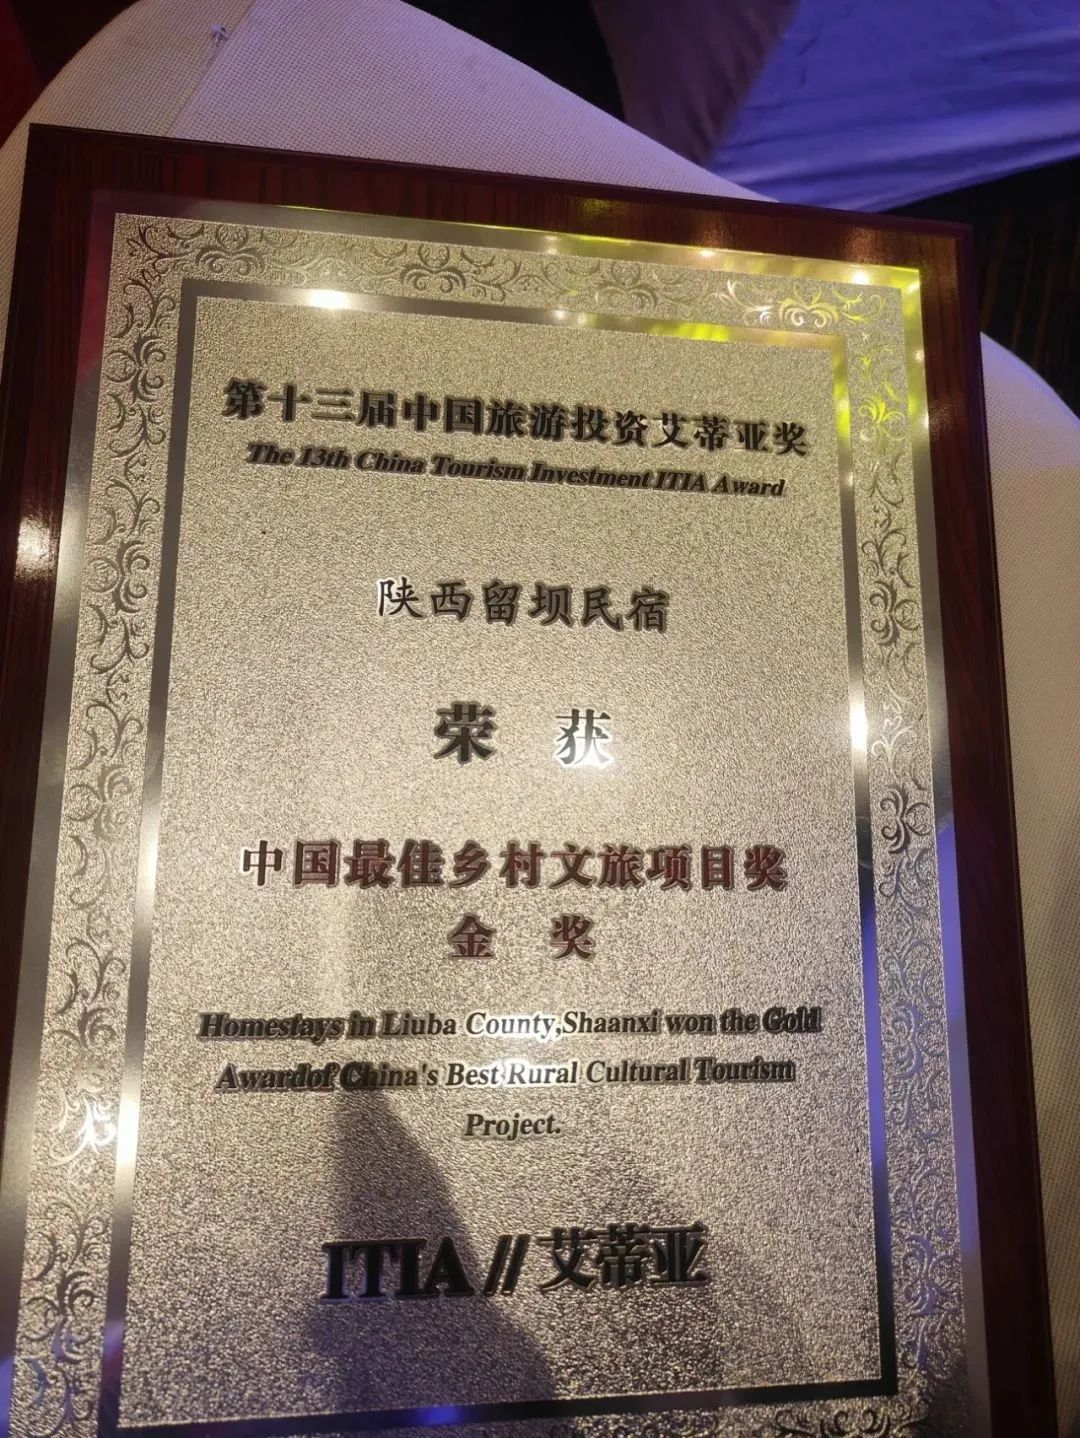 第十三届中国旅游投资艾蒂亚奖
The 13th China Tourism Investment ITIA Award
陕西留坝民宿
荣 获
中国最佳乡村文旅项目奖
金 奖
Homestays in Liuba County,Shaanxi won the Gold
Awardof China's Best Rural Cultural Tourism
Project.
ITIA // 艾蒂亚